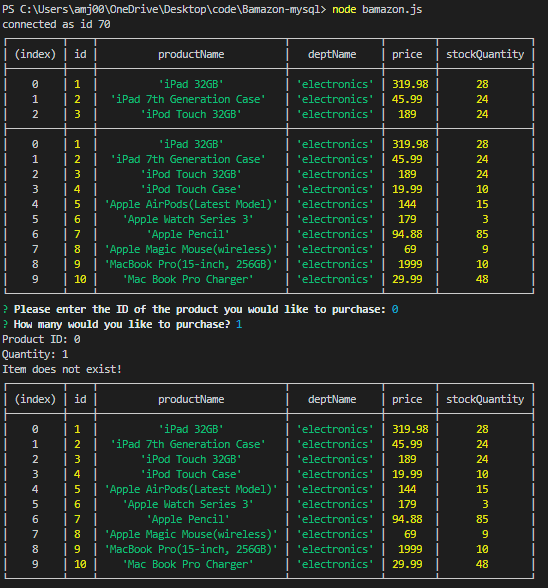 PS C:\Users\amj00\OneDrive\Desktop\code\Bamazon-mysql> node bamazon.js
connected as id 70
(index) id productName deptName price stockQuantity
0 1 'iPad 32GB' 'electronics' 319.98 28
1 2 'iPad 7th Generation Case' 'electronics' 45.99 24
2 3 'iPod Touch 32GB' 'electronics' 189 24
0 1 'iPad 32GB' 'electronics' 319.98 28
1 2 'iPad 7th Generation Case' 'electronics' 45.99 24
2 3 'iPod Touch 32GB' 'electronics' 189 24
3 4 'iPod Touch Case' 'electronics' 19.99 10
4 5 'Apple AirPods(Latest Model)' 'electronics' 144 15
5 6 'Apple Watch Series 3' 'electronics' 179 3
6 7 'Apple Pencil' 'electronics' 94.88 85
7 8 'Apple Magic Mouse(wireless)' 'electronics' 69 9
8 9 'MacBook Pro(15-inch, 256GB)' 'electronics' 1999 10
9 10 'Mac Book Pro Charger' 'electronics' 29.99 48
? Please enter the ID of the product you would like to purchase: 0
? How many would you like to purchase? 1
Product ID: 0
Quantity: 1
Item does not exist!
(index) id productName deptName price stockQuantity
0 1 'iPad 32GB' 'electronics' 319.98 28
1 2 'iPad 7th Generation Case' 'electronics' 45.99 24
2 3 'iPod Touch 32GB' 'electronics' 189 24
3 4 'iPod Touch Case' 'electronics' 19.99 10
4 5 'Apple AirPods(Latest Model)' 'electronics' 144 15
5 6 'Apple Watch Series 3' 'electronics' 179 3
6 7 'Apple Pencil' 'electronics' 94.88 85
7 8 'Apple Magic Mouse(wireless)' 'electronics' 69 9
8 9 'MacBook Pro(15-inch, 256GB)' 'electronics' 1999 10
9 10 'Mac Book Pro Charger' 'electronics' 29.99 48